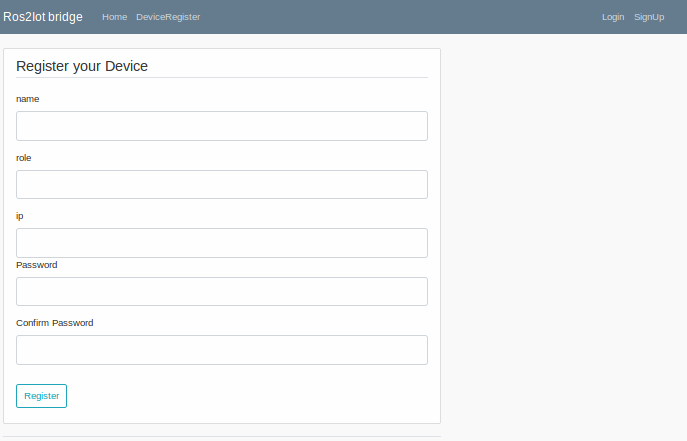 Ros2Iot bridge Home DeviceRegister Login SignUp
Register your Device
name
role
ip
Password
Confirm Password
Register